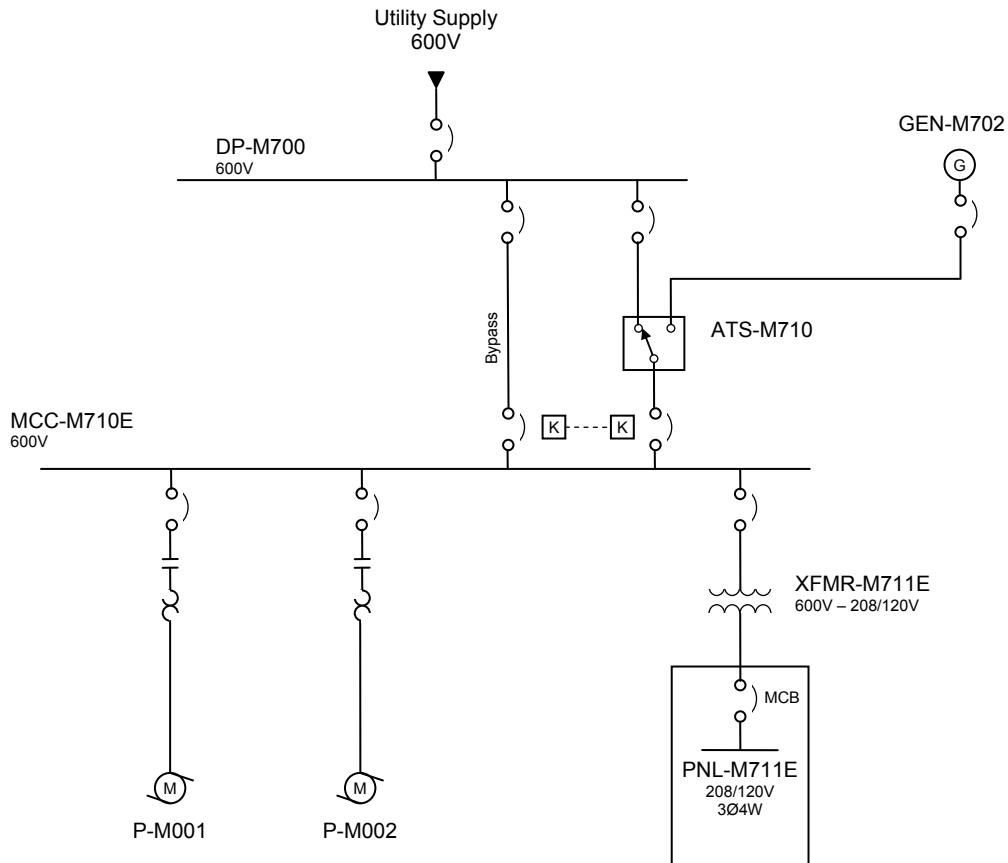 Utility Supply
600V
GEN-M702
DP-M700
600V
G
Bypass
ATS-M710
MCC-M710E
600V
K
K
XFMR-M711E
600V – 208/120V
MCB
PNL-M711E
208/120V
3Ø4W
M
M
P-M001
P-M002